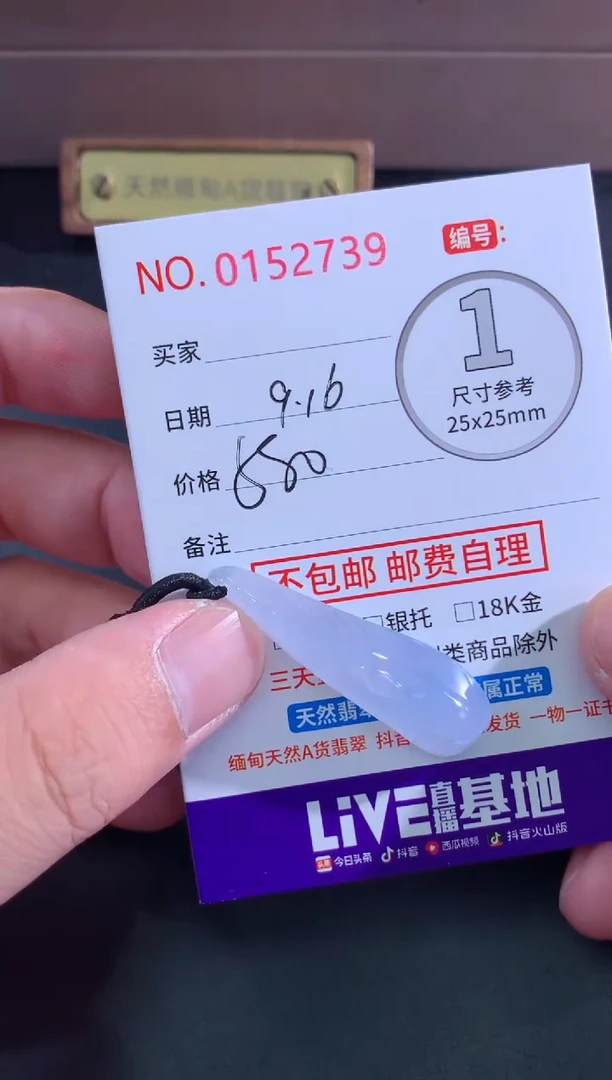 天然翡翠A货翡翠
NO.0152739 编号:
买家
1
尺寸参考
25x25mm
日期 9.16
价格 650
备注
不包邮 邮费自理
银托 □18K金
类商品除外
三天
天然翡 属正常
缅甸天然A货翡翠 抖音 发货 一物一证书
LiVE直播基地
今日头条 抖音 西瓜视频 抖音火山版